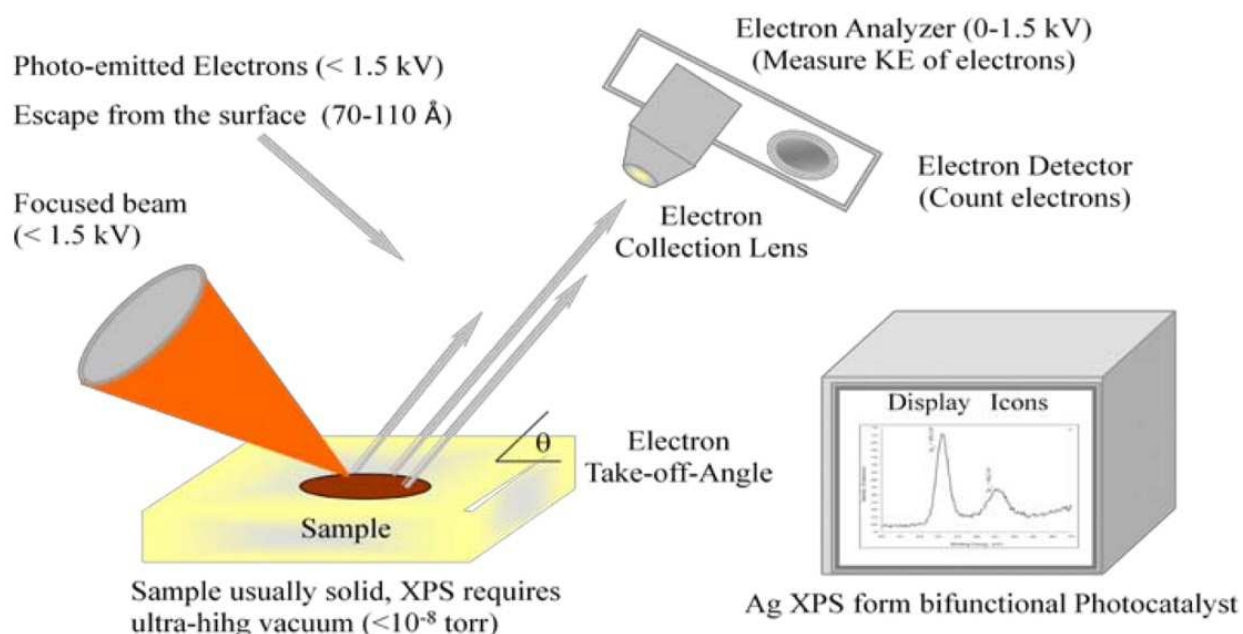 Photo-emitted Electrons (< 1.5 kV)
Escape from the surface (70-110 Å)
Focused beam
(< 1.5 kV)
Electron Analyzer (0-1.5 kV)
(Measure KE of electrons)
Electron Detector
(Count electrons)
Electron
Collection Lens
θ
Electron
Take-off-Angle
Sample
Sample usually solid, XPS requires
ultra-hihg vacuum (<10⁻⁸ torr)
Display Icons
Ag XPS form bifunctional Photocatalyst